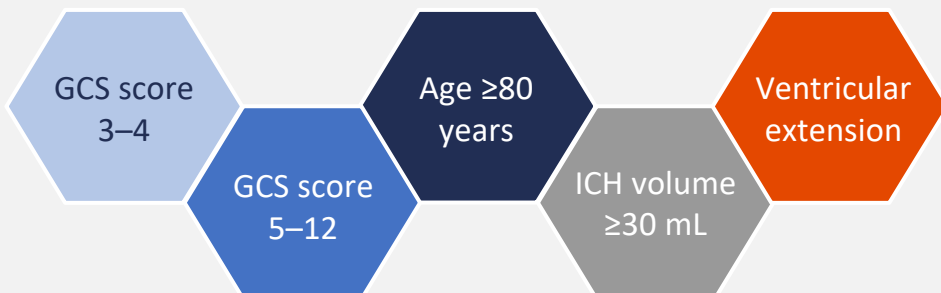 GCS score
3–4
GCS score
5–12
Age ≥80
years
ICH volume
≥30 mL
Ventricular
extension